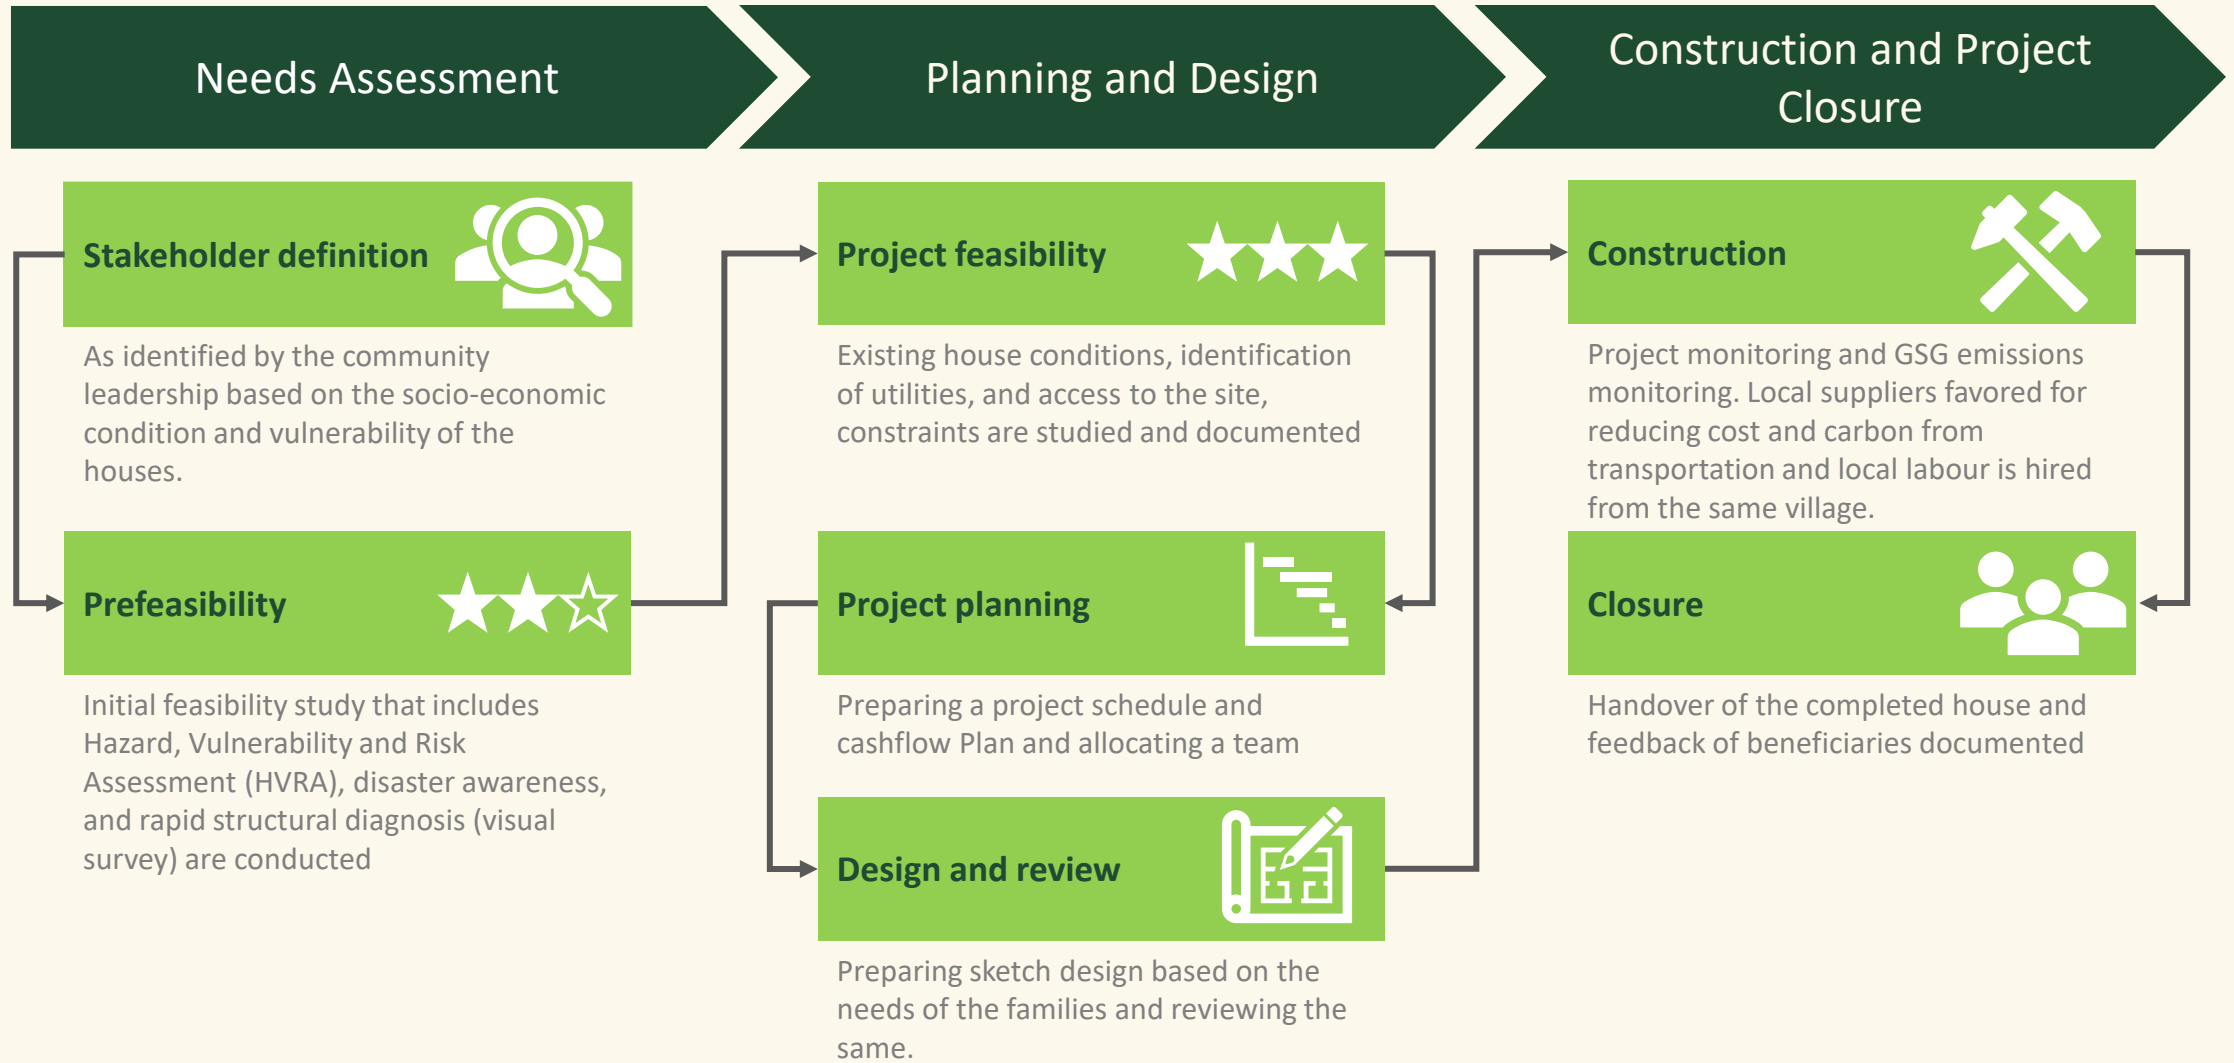 Needs Assessment
Stakeholder definition
As identified by the community
leadership based on the socio-economic
condition and vulnerability of the
houses.
Prefeasibility
Initial feasibility study that includes
Hazard, Vulnerability and Risk
Assessment (HVRA), disaster awareness,
and rapid structural diagnosis (visual
survey) are conducted
Planning and Design
Project feasibility
Existing house conditions, identification
of utilities, and access to the site,
constraints are studied and documented
Project planning
Preparing a project schedule and
cashflow Plan and allocating a team
Design and review
Preparing sketch design based on the
needs of the families and reviewing the
same.
Construction and Project
Closure
Construction
Project monitoring and GSG emissions
monitoring. Local suppliers favored for
reducing cost and carbon from
transportation and local labour is hired
from the same village.
Closure
Handover of the completed house and
feedback of beneficiaries documented